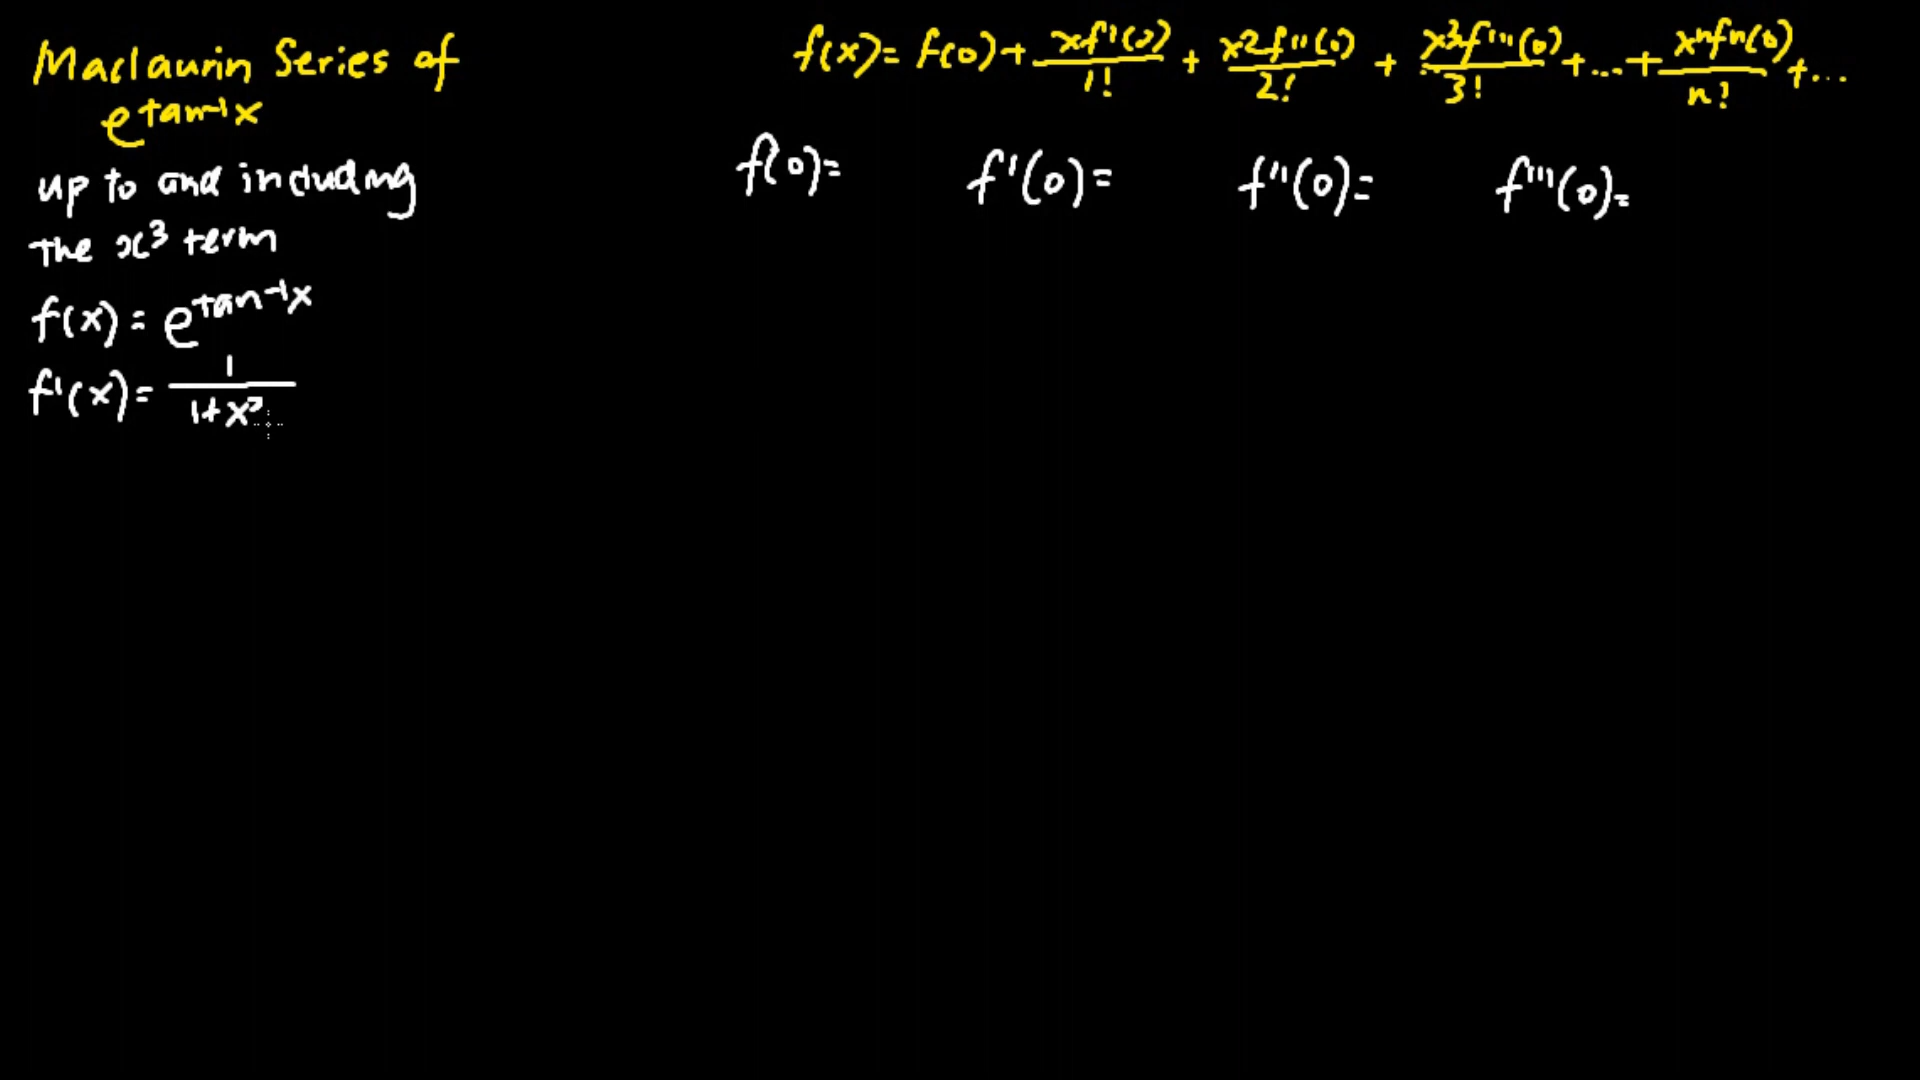 Maclaurin Series of
e^tan⁻¹x
up to and including
the x³ term
f(x) = e^tan⁻¹x
f'(x) = 1/(1+x²
f(x) = f(0) + xf'(0)/1! + x²f''(0)/2! + x³f'''(0)/3! + ... + xⁿfⁿ(0)/n! + ...
f(0)= f'(0)= f''(0)= f'''(0)=